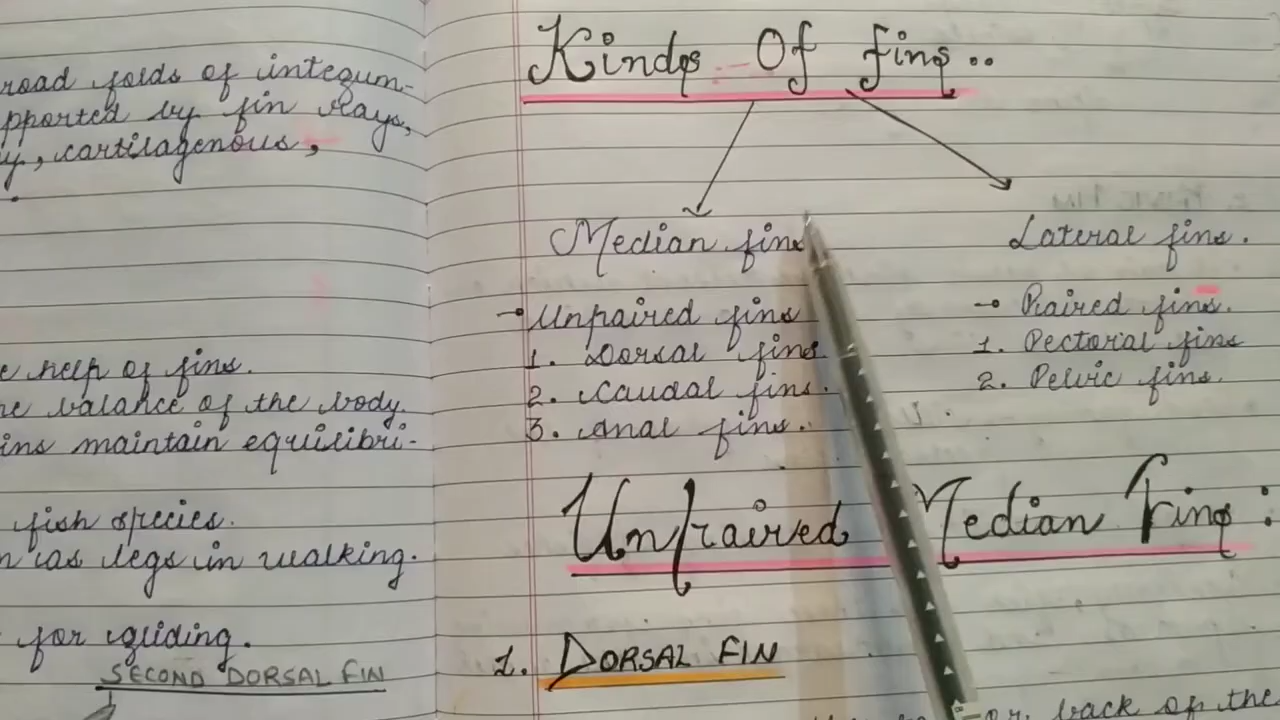 road folds of integum-
pported by fin rays,
y, cartilagenous,
e help of fins.
he balance of the body.
ins maintain equilibri-
fish species.
n as legs in walking.
for gliding.
SECOND DORSAL FIN
Kinds Of fins..
Median fins
Lateral fins.
→ Unpaired fins
1. Dorsal fins
2. Caudal fins.
3. Anal fins.
→ Paired fins.
1. Pectoral fins
2. Pelvic fins.
Unpaired Median Fins:
1. DORSAL FIN
or back of the